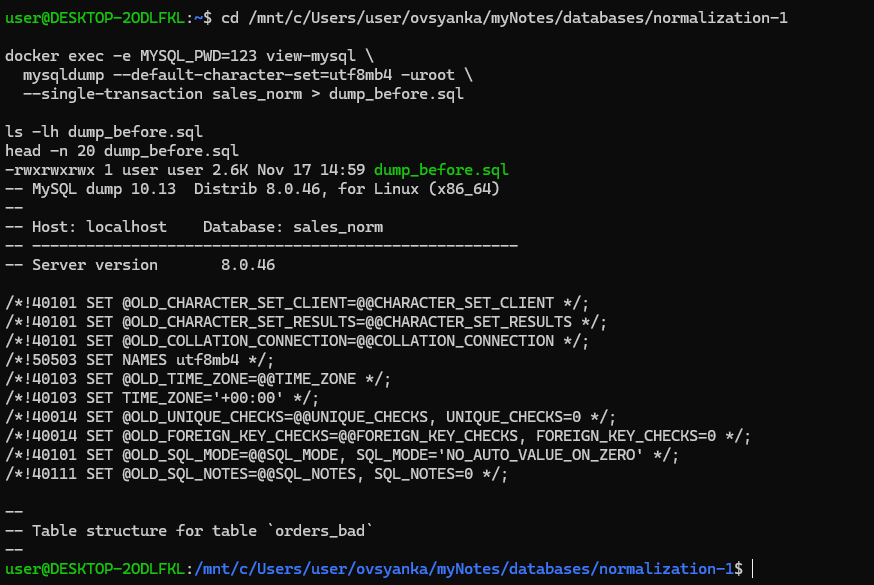 user@DESKTOP-2ODLFKL:~$ cd /mnt/c/Users/user/ovsyanka/myNotes/databases/normalization-1

docker exec -e MYSQL_PWD=123 view-mysql \
  mysqldump --default-character-set=utf8mb4 -uroot \
  --single-transaction sales_norm > dump_before.sql

ls -lh dump_before.sql
head -n 20 dump_before.sql
-rwxrwxrwx 1 user user 2.6K Nov 17 14:59 dump_before.sql
-- MySQL dump 10.13  Distrib 8.0.46, for Linux (x86_64)
--
-- Host: localhost    Database: sales_norm
-- ------------------------------------------------------
-- Server version       8.0.46

/*!40101 SET @OLD_CHARACTER_SET_CLIENT=@@CHARACTER_SET_CLIENT */;
/*!40101 SET @OLD_CHARACTER_SET_RESULTS=@@CHARACTER_SET_RESULTS */;
/*!40101 SET @OLD_COLLATION_CONNECTION=@@COLLATION_CONNECTION */;
/*!50503 SET NAMES utf8mb4 */;
/*!40103 SET @OLD_TIME_ZONE=@@TIME_ZONE */;
/*!40103 SET TIME_ZONE='+00:00' */;
/*!40014 SET @OLD_UNIQUE_CHECKS=@@UNIQUE_CHECKS, UNIQUE_CHECKS=0 */;
/*!40014 SET @OLD_FOREIGN_KEY_CHECKS=@@FOREIGN_KEY_CHECKS, FOREIGN_KEY_CHECKS=0 */;
/*!40101 SET @OLD_SQL_MODE=@@SQL_MODE, SQL_MODE='NO_AUTO_VALUE_ON_ZERO' */;
/*!40111 SET @OLD_SQL_NOTES=@@SQL_NOTES, SQL_NOTES=0 */;

--
-- Table structure for table `orders_bad`
--
user@DESKTOP-2ODLFKL:/mnt/c/Users/user/ovsyanka/myNotes/databases/normalization-1$